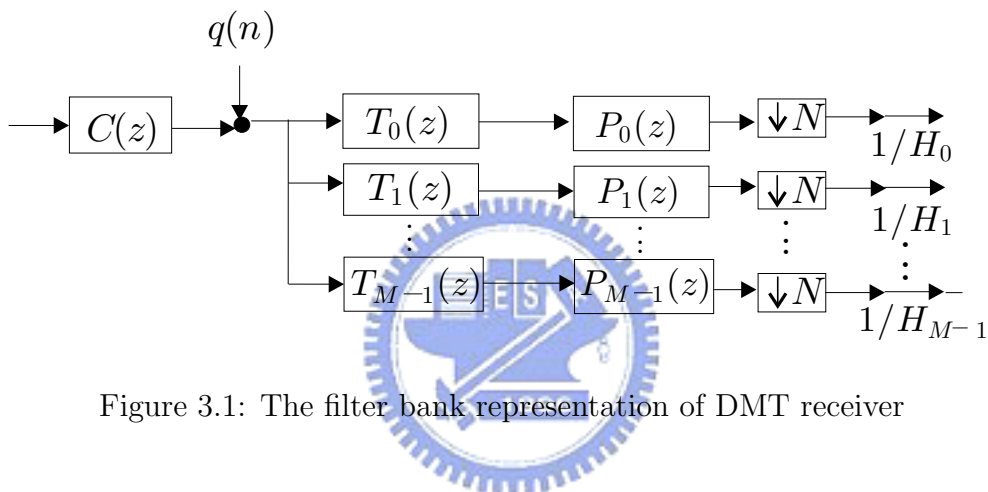 q(n)
C(z) T_0(z) P_0(z) ↓N 1/H_0
T_1(z) P_1(z) ↓N 1/H_1
⋮ ⋮ ⋮ ⋮
T_{M-1}(z) P_{M-1}(z) ↓N 1/H_{M-1}
E S
Figure 3.1: The filter bank representation of DMT receiver